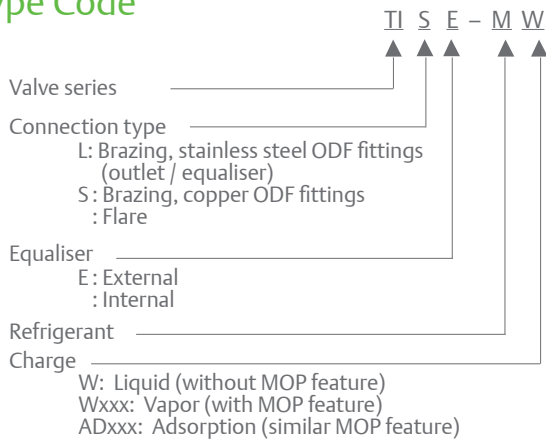 ype Code
TI S E – M W
Valve series
Connection type
L: Brazing, stainless steel ODF fittings
(outlet / equaliser)
S : Brazing, copper ODF fittings
: Flare
Equaliser
E : External
: Internal
Refrigerant
Charge
W: Liquid (without MOP feature)
Wxxx: Vapor (with MOP feature)
ADxxx: Adsorption (similar MOP feature)